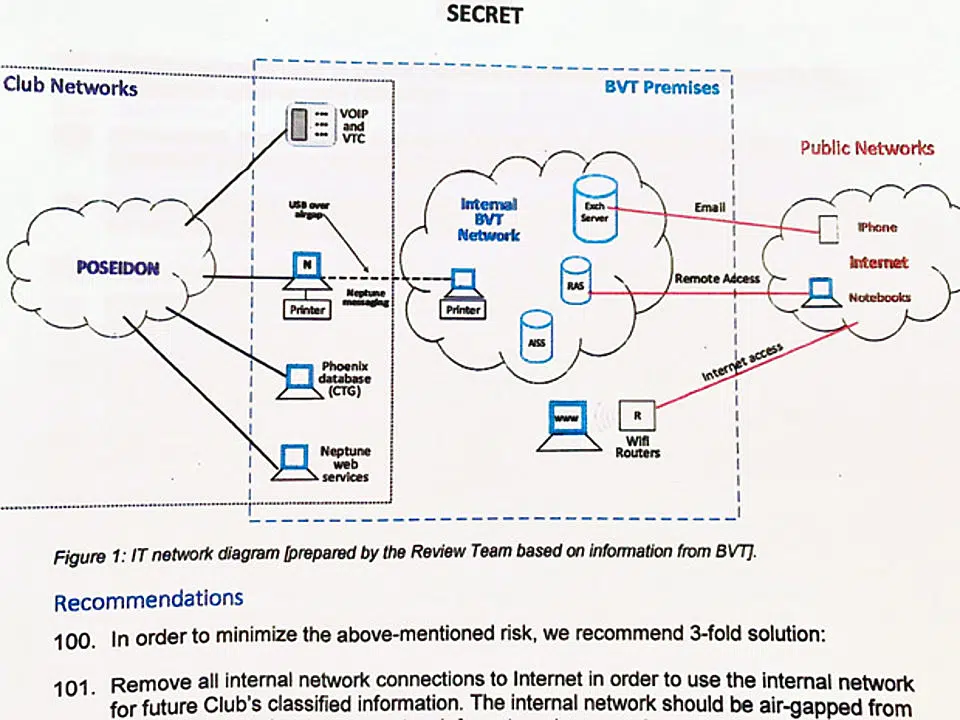 SECRET
Club Networks
BVT Premises
Public Networks
VOIP
and
VTC
USB over
airgap
POSEIDON
N
Printer
Neptune
messaging
Internal
BVT
Network
Printer
Exch
Server
RAS
AISS
Email
Remote Access
Internet access
IPhone
Internet
Notebooks
Phoenix
database
(CTG)
www
R
Wifi
Routers
Neptune
web
services
Figure 1: IT network diagram [prepared by the Review Team based on information from BVT].
Recommendations
100. In order to minimize the above-mentioned risk, we recommend 3-fold solution:
101. Remove all internal network connections to Internet in order to use the internal network
for future Club's classified information. The internal network should be air-gapped from